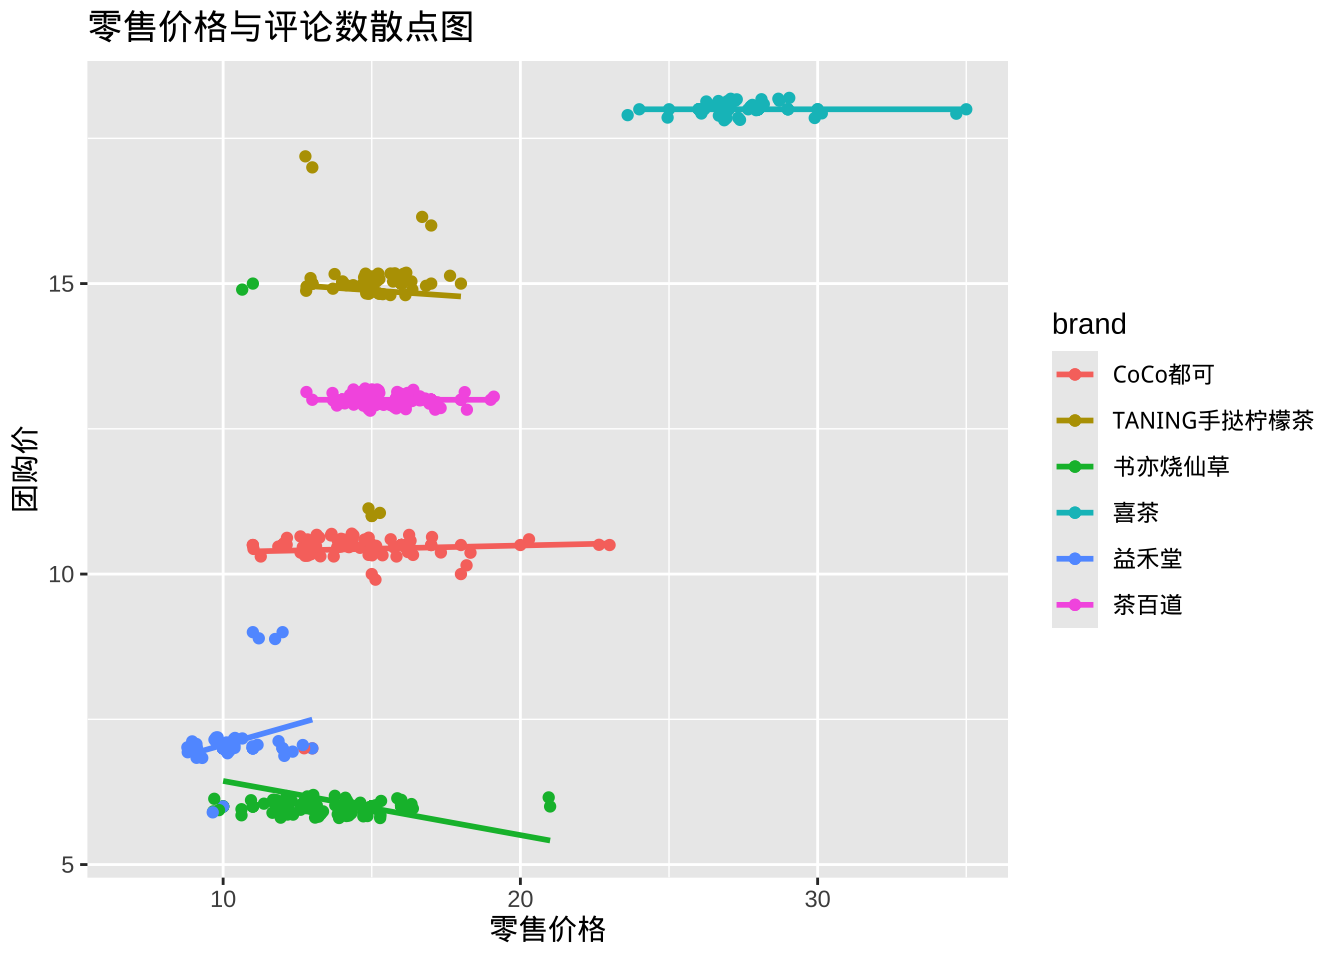 零售价格与评论数散点图
15
10
5
团购价
10 20 30
零售价格
brand
CoCo都可
TANING手挞柠檬茶
书亦烧仙草
喜茶
益禾堂
茶百道